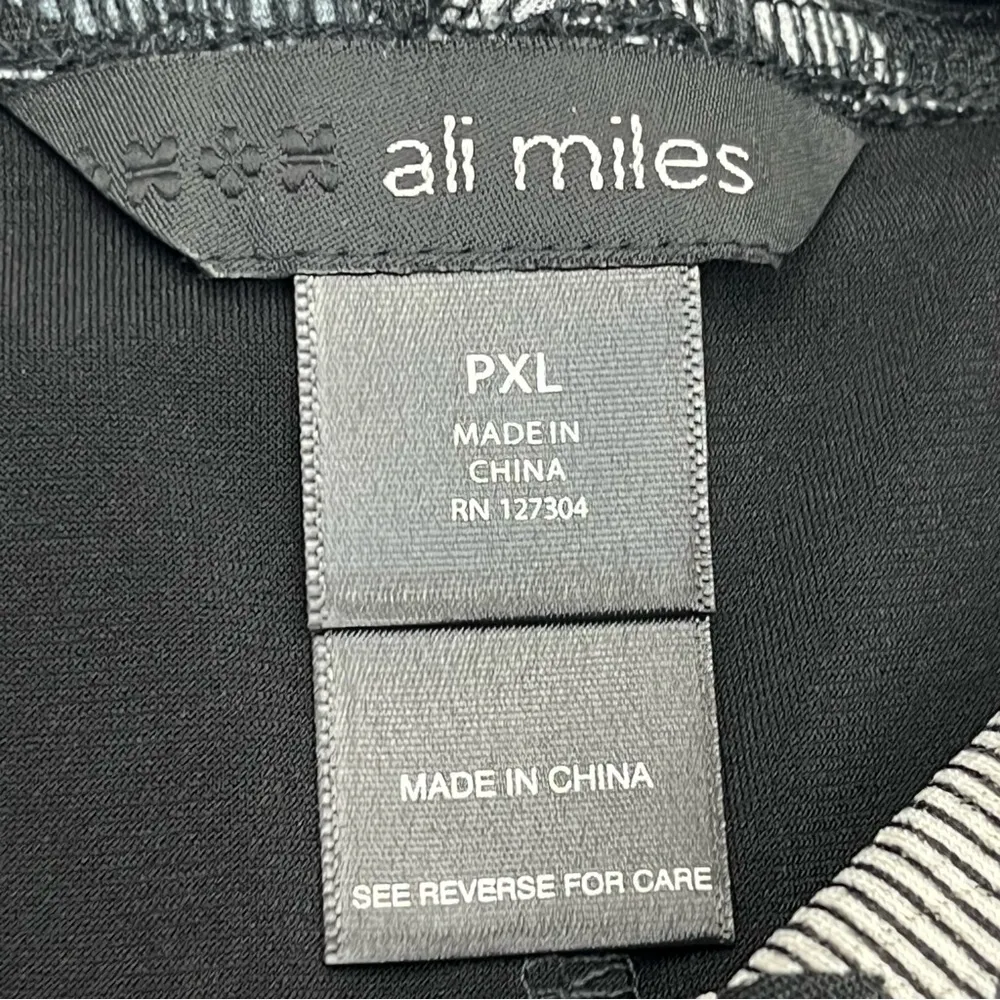 ali miles
PXL
MADE IN
CHINA
RN 127304
MADE IN CHINA
SEE REVERSE FOR CARE